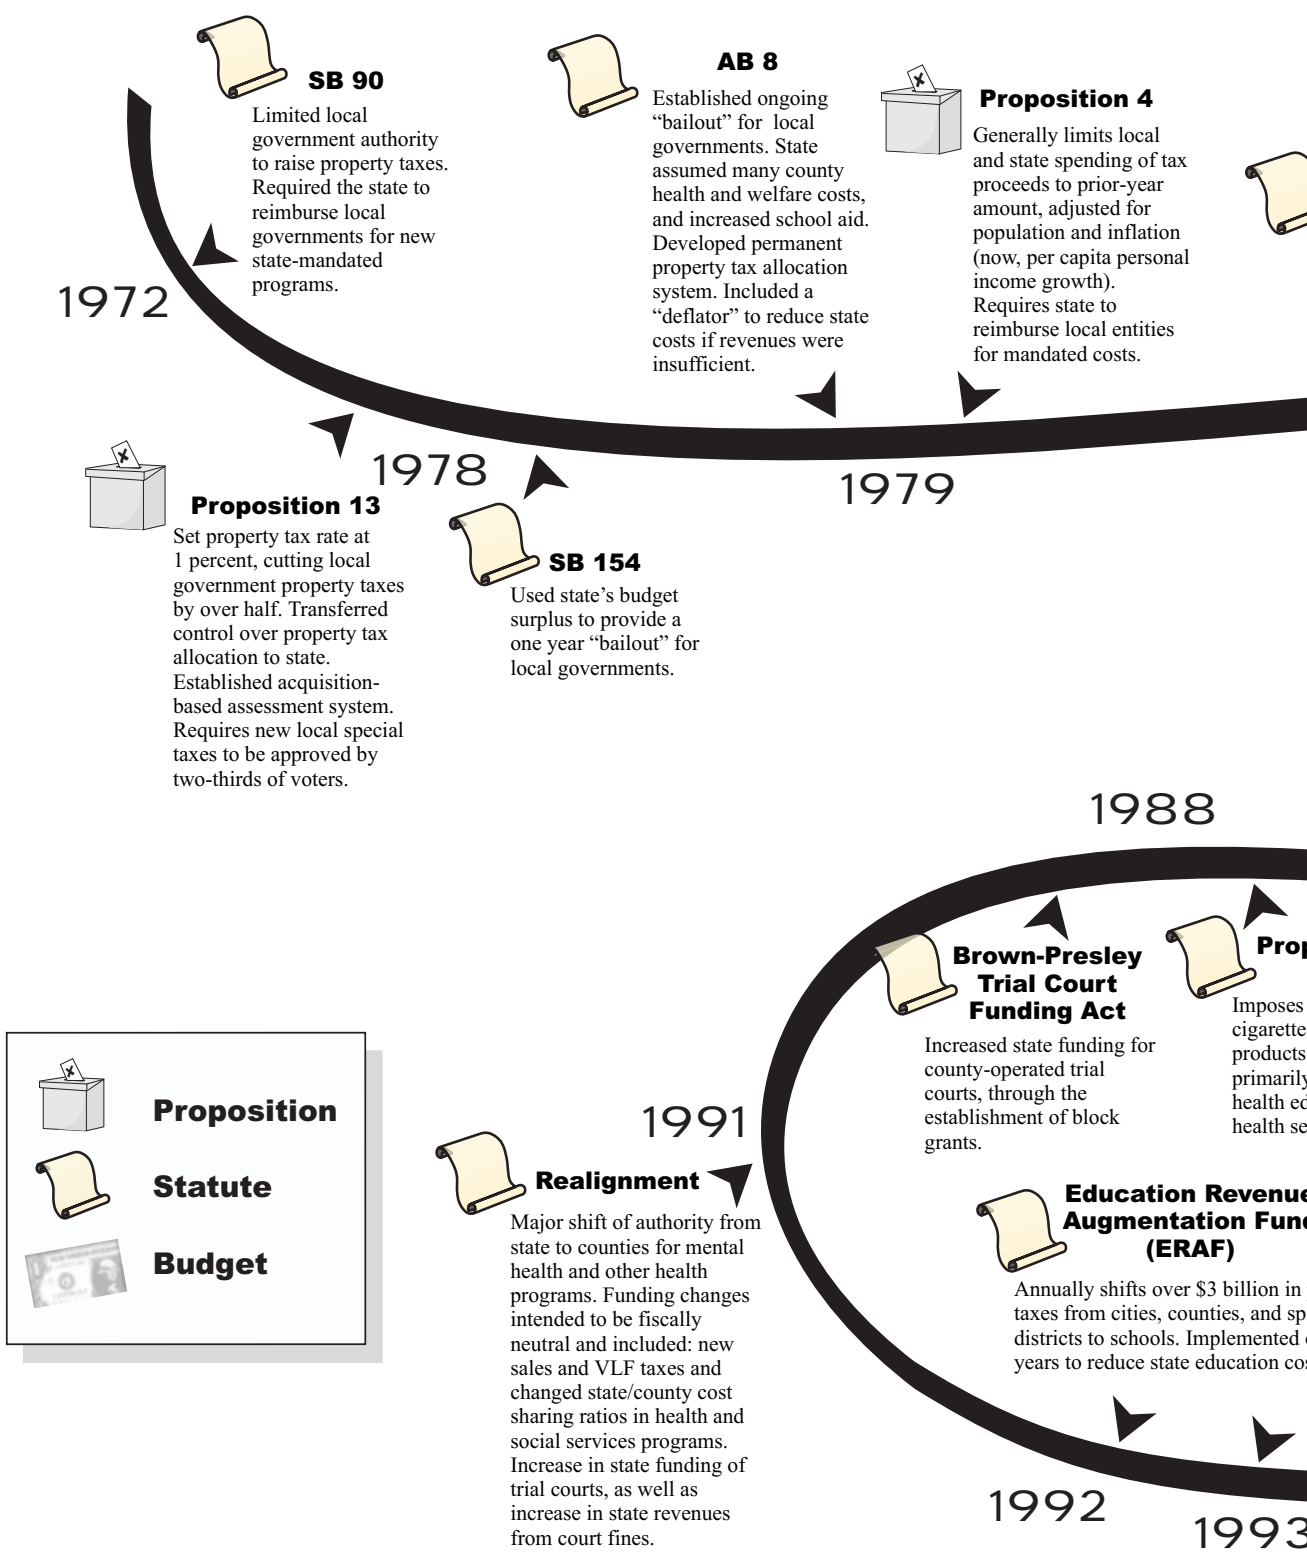 SB 90
Limited local
government authority
to raise property taxes.
Required the state to
reimburse local
governments for new
state-mandated
programs.
1972
AB 8
Established ongoing
“bailout” for local
governments. State
assumed many county
health and welfare costs,
and increased school aid.
Developed permanent
property tax allocation
system. Included a
“deflator” to reduce state
costs if revenues were
insufficient.
Proposition 4
Generally limits local
and state spending of tax
proceeds to prior-year
amount, adjusted for
population and inflation
(now, per capita personal
income growth).
Requires state to
reimburse local entities
for mandated costs.
1978
1979
Proposition 13
Set property tax rate at
1 percent, cutting local
government property taxes
by over half. Transferred
control over property tax
allocation to state.
Established acquisition-
based assessment system.
Requires new local special
taxes to be approved by
two-thirds of voters.
SB 154
Used state’s budget
surplus to provide a
one year “bailout” for
local governments.
1988
Brown-Presley
Trial Court
Funding Act
Increased state funding for
county-operated trial
courts, through the
establishment of block
grants.
Imposes
cigarette
products
primarily
health
health
Proposition
Statute
Budget
1991
Realignment
Major shift of authority from
state to counties for mental
health and other health
programs. Funding changes
intended to be fiscally
neutral and included: new
sales and VLF taxes and
changed state/county cost
sharing ratios in health and
social services programs.
Increase in state funding of
trial courts, as well as
increase in state revenues
from court fines.
Education Revenue
Augmentation Fund
(ERAF)
Annually shifts over $3 billion in
taxes from cities, counties, and
districts to schools. Implemented
years to reduce state education
1992
1993